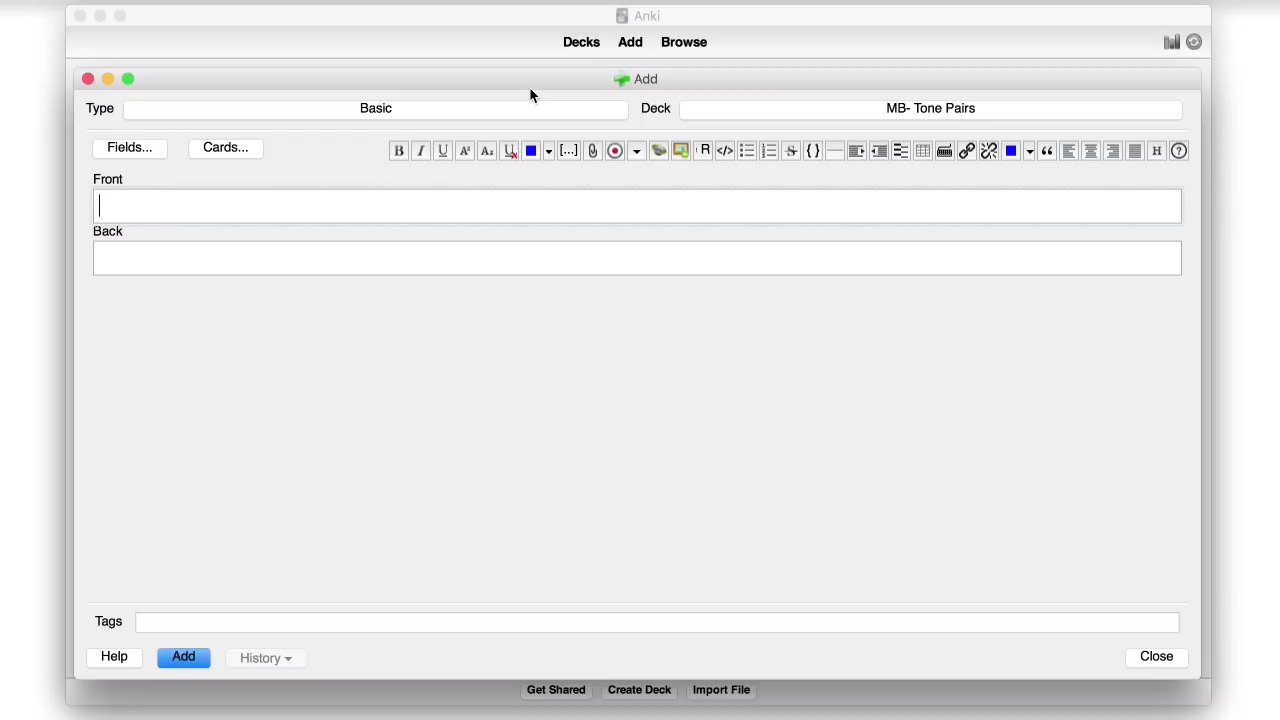 Anki
Decks Add Browse
Add
Type Basic Deck MB- Tone Pairs
Fields... Cards...
Front
Back
Tags
Help Add History Close
Get Shared Create Deck Import File